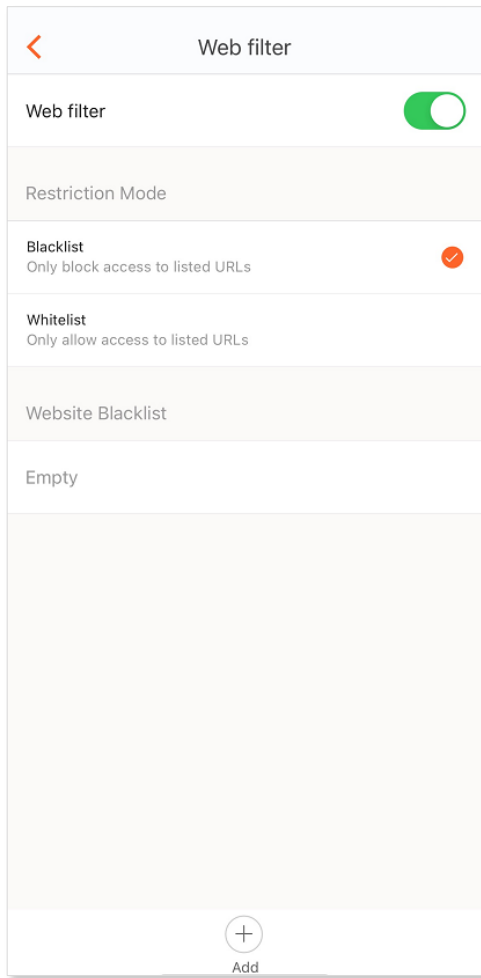 Web filter
Web filter
Restriction Mode
Blacklist
Only block access to listed URLs
Whitelist
Only allow access to listed URLs
Website Blacklist
Empty
Add